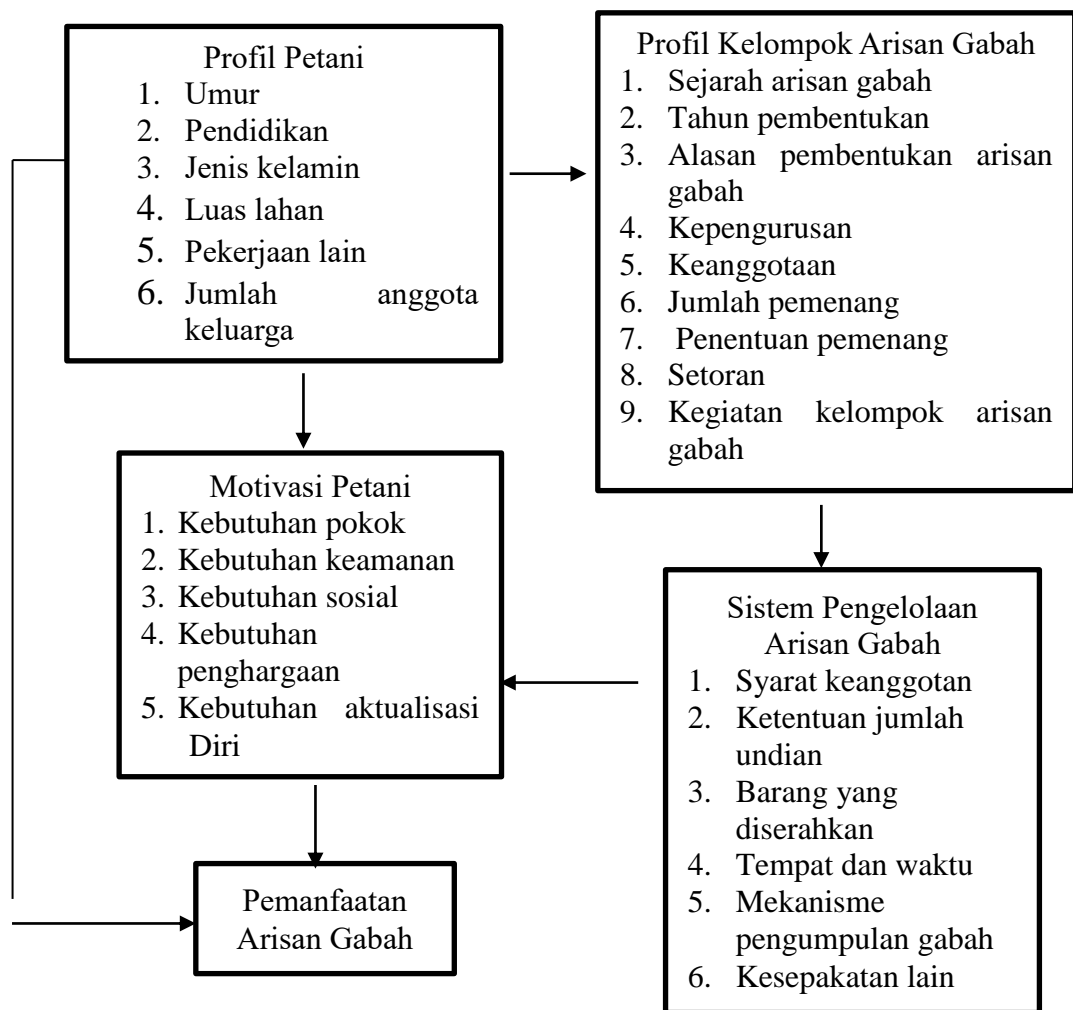 Profil Petani
1. Umur
2. Pendidikan
3. Jenis kelamin
4. Luas lahan
5. Pekerjaan lain
6. Jumlah anggota
keluarga
Profil Kelompok Arisan Gabah
1. Sejarah arisan gabah
2. Tahun pembentukan
3. Alasan pembentukan arisan
gabah
4. Kepengurusan
5. Keanggotaan
6. Jumlah pemenang
7. Penentuan pemenang
8. Setoran
9. Kegiatan kelompok arisan
gabah
Motivasi Petani
1. Kebutuhan pokok
2. Kebutuhan keamanan
3. Kebutuhan sosial
4. Kebutuhan
penghargaan
5. Kebutuhan aktualisasi
Diri
Sistem Pengelolaan
Arisan Gabah
1. Syarat keanggotan
2. Ketentuan jumlah
undian
3. Barang yang
diserahkan
4. Tempat dan waktu
5. Mekanisme
pengumpulan gabah
6. Kesepakatan lain
Pemanfaatan
Arisan Gabah